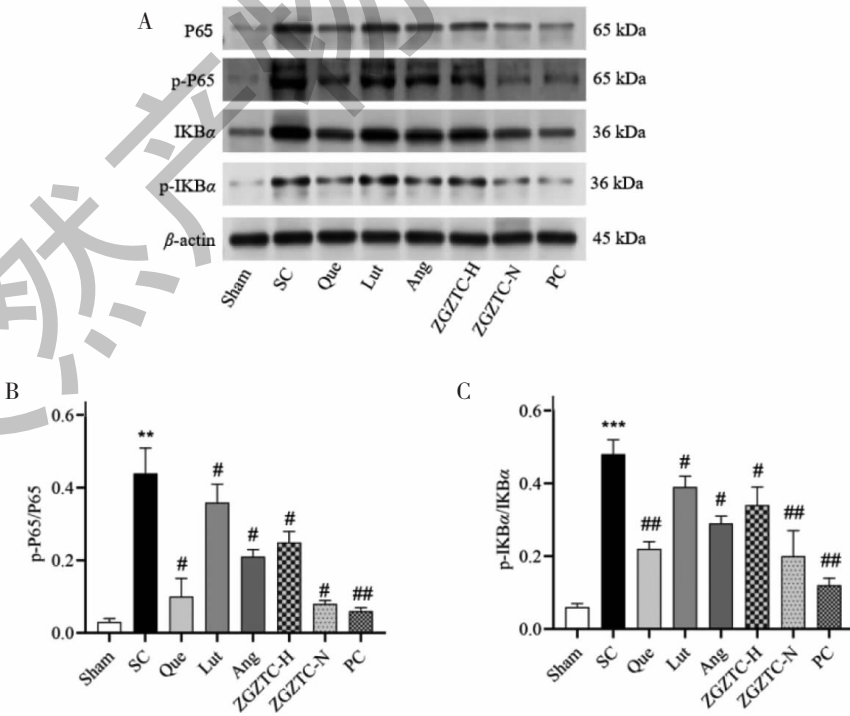 A
P65 65 kDa
p-P65 65 kDa
IKBα 36 kDa
p-IKBα 36 kDa
β-actin 45 kDa
Sham SC Que Lut Ang ZGZTC-H ZGZTC-N PC
B
p-P65/P65
0.6
0.4
0.2
0.0
** # # # # # ##
Sham SC Que Lut Ang ZGZTC-H ZGZTC-N PC
C
p-IKBα/IKBα
0.6
0.4
0.2
0.0
*** ## # # # ## ##
Sham SC Que Lut Ang ZGZTC-H ZGZTC-N PC
然产物